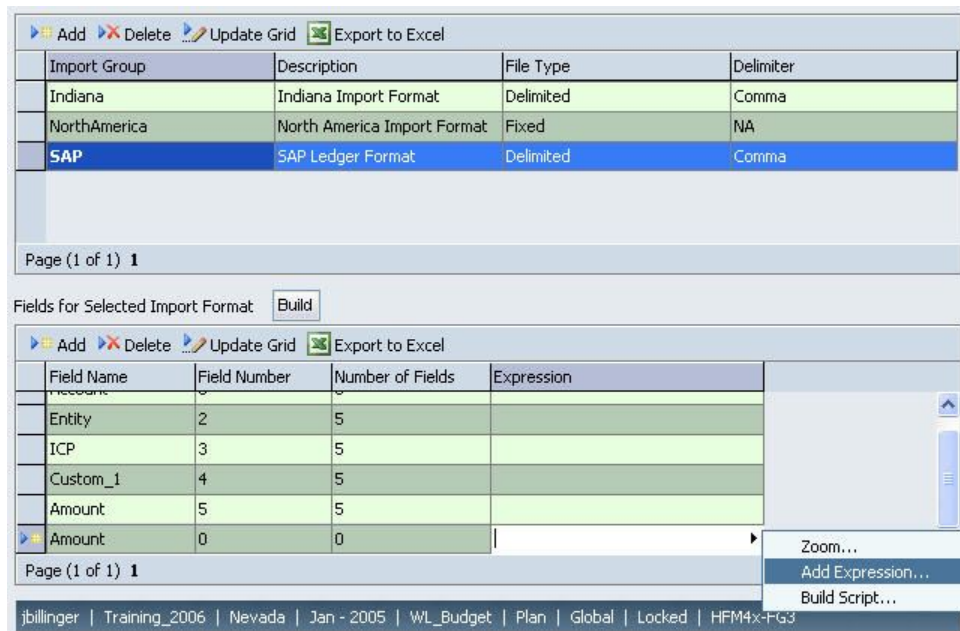 Add Delete Update Grid Export to Excel
Import Group Description File Type Delimiter
Indiana Indiana Import Format Delimited Comma
NorthAmerica North America Import Format Fixed NA
SAP SAP Ledger Format Delimited Comma
Page (1 of 1) 1
Fields for Selected Import Format Build
Add Delete Update Grid Export to Excel
Field Name Field Number Number of Fields Expression
Entity 2 5
ICP 3 5
Custom_1 4 5
Amount 5 5
Amount 0 0
Zoom...
Page (1 of 1) 1 Add Expression...
Build Script...
jbillinger | Training_2006 | Nevada | Jan - 2005 | WL_Budget | Plan | Global | Locked | HFM4x-FG3